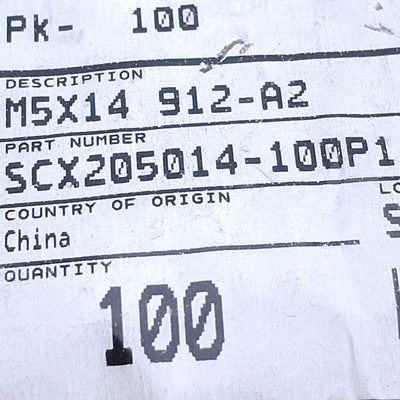 Pk- 100
DESCRIPTION
M5X14 912-A2
PART NUMBER
SCX205014-100P1
COUNTRY OF ORIGIN
China
QUANTITY
100